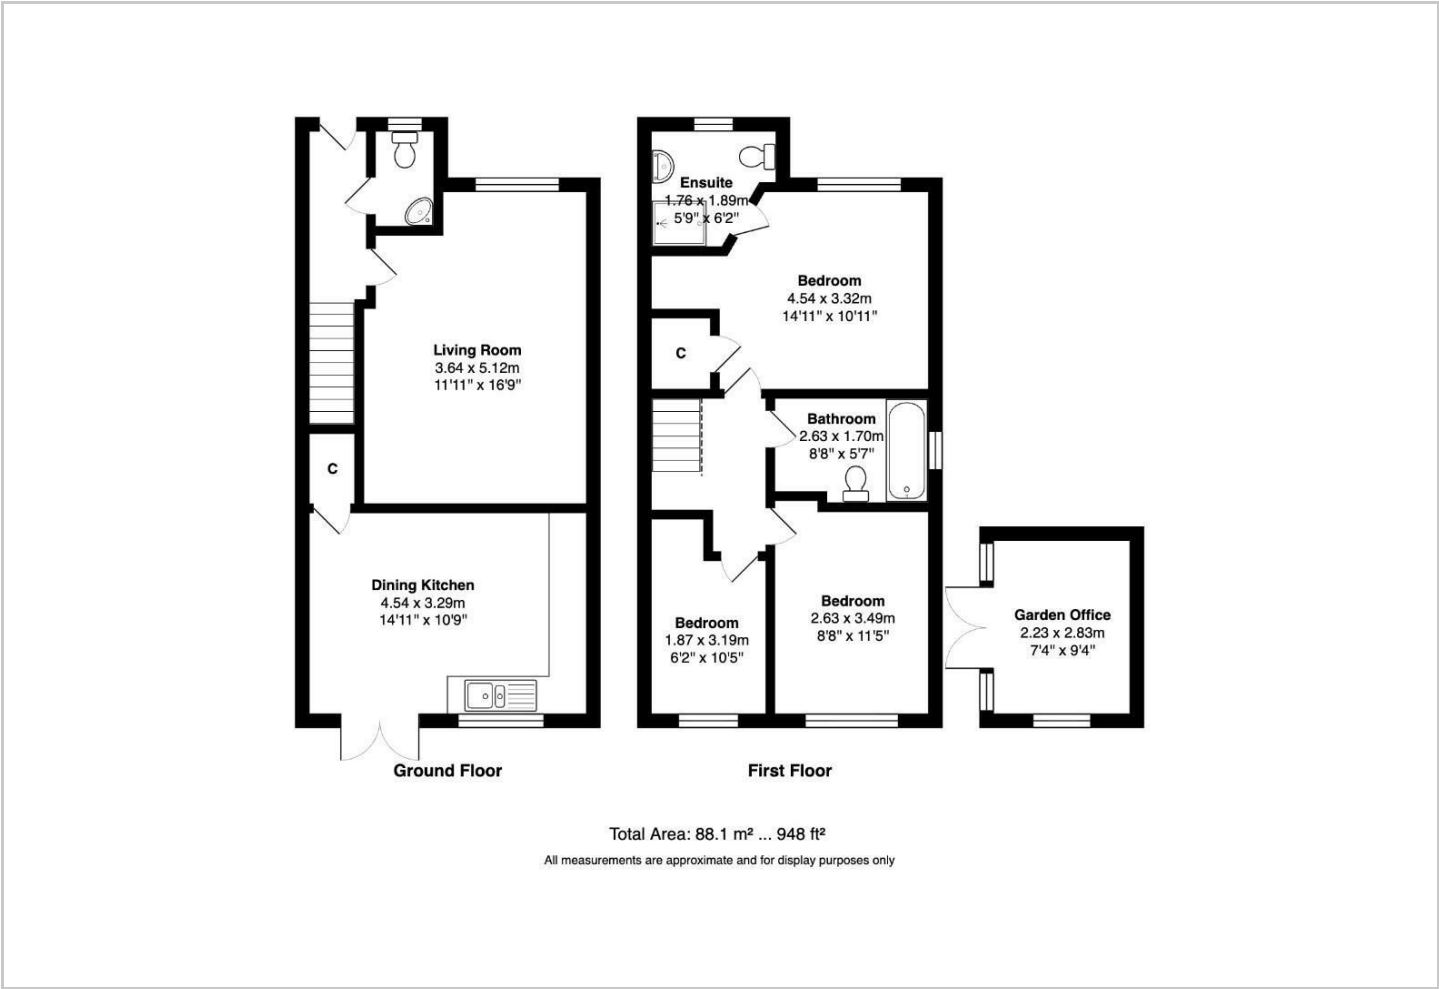 Living Room
3.64 x 5.12m
11'11" x 16'9"
C
Dining Kitchen
4.54 x 3.29m
14'11" x 10'9"
Ground Floor
Ensuite
1.76 x 1.89m
5'9" x 6'2"
Bedroom
4.54 x 3.32m
14'11" x 10'11"
C
Bathroom
2.63 x 1.70m
8'8" x 5'7"
Bedroom
2.63 x 3.49m
8'8" x 11'5"
Bedroom
1.87 x 3.19m
6'2" x 10'5"
First Floor
Garden Office
2.23 x 2.83m
7'4" x 9'4"
Total Area: 88.1 m² ... 948 ft²
All measurements are approximate and for display purposes only